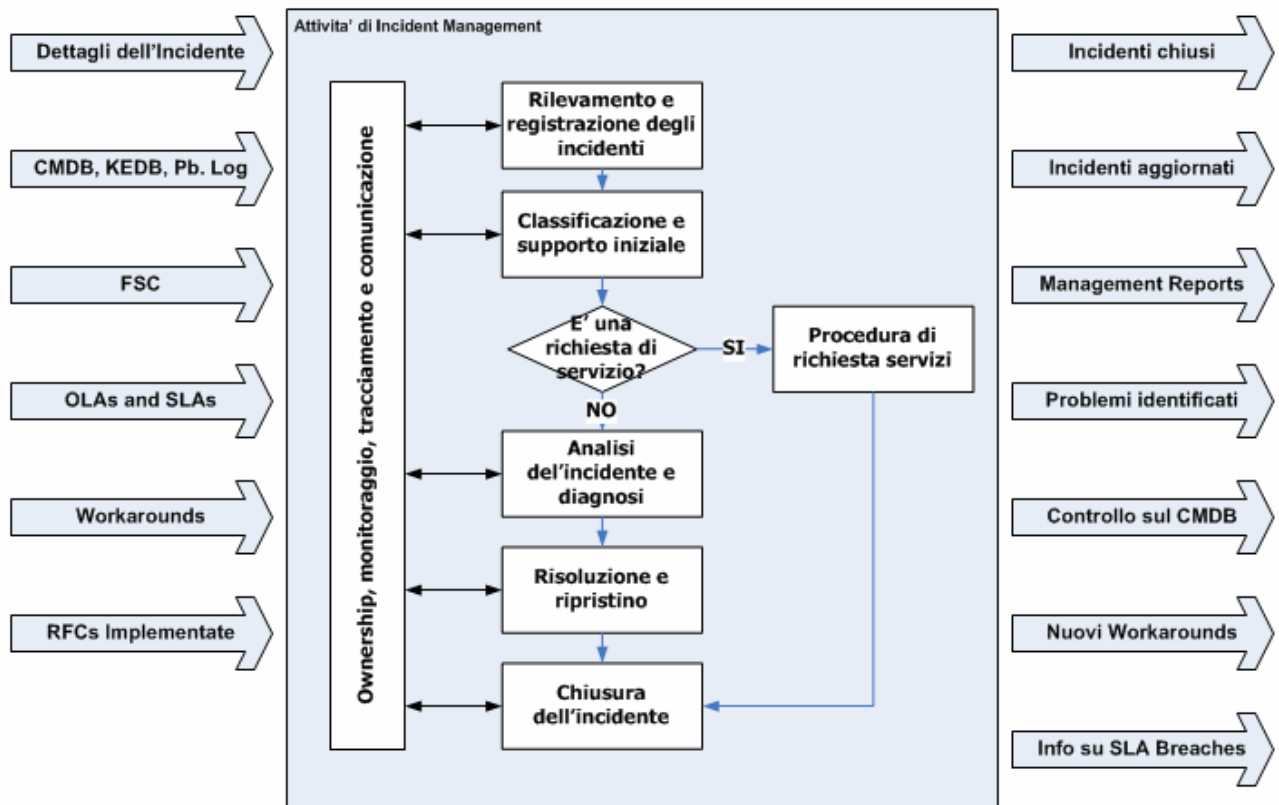 Attivita' di Incident Management
Dettagli dell'Incidente
CMDB, KEDB, Pb. Log
FSC
OLAs and SLAs
Workarounds
RFCs Implementate
Ownership, monitoraggio, tracciamento e comunicazione
Rilevamento e
registrazione degli
incidenti
Classificazione e
supporto iniziale
E' una
richiesta di
servizio?
SI
Procedura di
richiesta servizi
NO
Analisi
del'incidente e
diagnosi
Risoluzione e
ripristino
Chiusura
dell'incidente
Incidenti chiusi
Incidenti aggiornati
Management Reports
Problemi identificati
Controllo sul CMDB
Nuovi Workarounds
Info su SLA Breaches